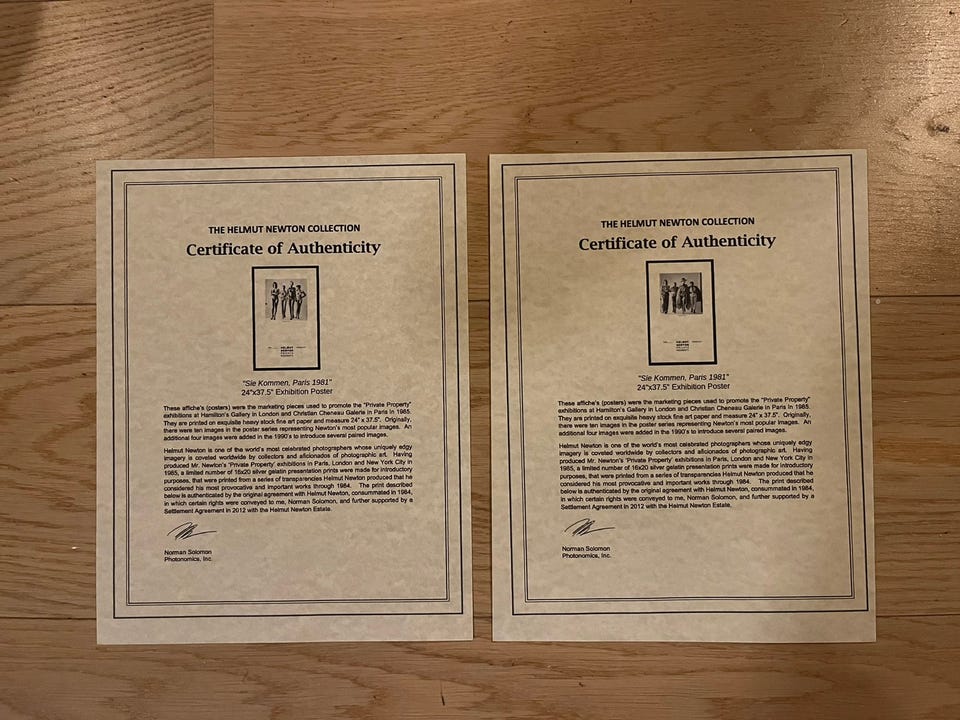 THE HELMUT NEWTON COLLECTION
Certificate of Authenticity
HELMUT
NEWTON
PRIVATE
PROPERTY
"Sie Kommen, Paris 1981"
24"x37.5" Exhibition Poster
These affiche's (posters) were the marketing pieces used to promote the "Private Property"
exhibitions at Hamilton's Gallery in London and Christian Cheneau Galerie in Paris in 1985.
They are printed on exquisite heavy stock fine art paper and measure 24" x 37.5". Originally,
there were ten images in the poster series representing Newton's most popular images. An
additional four images were added in the 1990's to introduce several paired images.
Helmut Newton is one of the world's most celebrated photographers whose uniquely edgy
imagery is coveted worldwide by collectors and aficionados of photographic art. Having
produced Mr. Newton's 'Private Property' exhibitions in Paris, London and New York City in
1985, a limited number of 16x20 silver gelatin presentation prints were made for introductory
purposes, that were printed from a series of transparencies Helmut Newton produced that he
considered his most provocative and important works through 1984. The print described
below is authenticated by the original agreement with Helmut Newton, consummated in 1984,
in which certain rights were conveyed to me, Norman Solomon, and further supported by a
Settlement Agreement in 2012 with the Helmut Newton Estate.
Norman Solomon
Photonomics, Inc.
THE HELMUT NEWTON COLLECTION
Certificate of Authenticity
HELMUT
NEWTON
PRIVATE
PROPERTY
"Sie Kommen, Paris 1981"
24"x37.5" Exhibition Poster
These affiche's (posters) were the marketing pieces used to promote the "Private Property"
exhibitions at Hamilton's Gallery in London and Christian Cheneau Galerie in Paris in 1985.
They are printed on exquisite heavy stock fine art paper and measure 24" x 37.5". Originally,
there were ten images in the poster series representing Newton's most popular images. An
additional four images were added in the 1990's to introduce several paired images.
Helmut Newton is one of the world's most celebrated photographers whose uniquely edgy
imagery is coveted worldwide by collectors and aficionados of photographic art. Having
produced Mr. Newton's 'Private Property' exhibitions in Paris, London and New York City in
1985, a limited number of 16x20 silver gelatin presentation prints were made for introductory
purposes, that were printed from a series of transparencies Helmut Newton produced that he
considered his most provocative and important works through 1984. The print described
below is authenticated by the original agreement with Helmut Newton, consummated in 1984,
in which certain rights were conveyed to me, Norman Solomon, and further supported by a
Settlement Agreement in 2012 with the Helmut Newton Estate.
Norman Solomon
Photonomics, Inc.